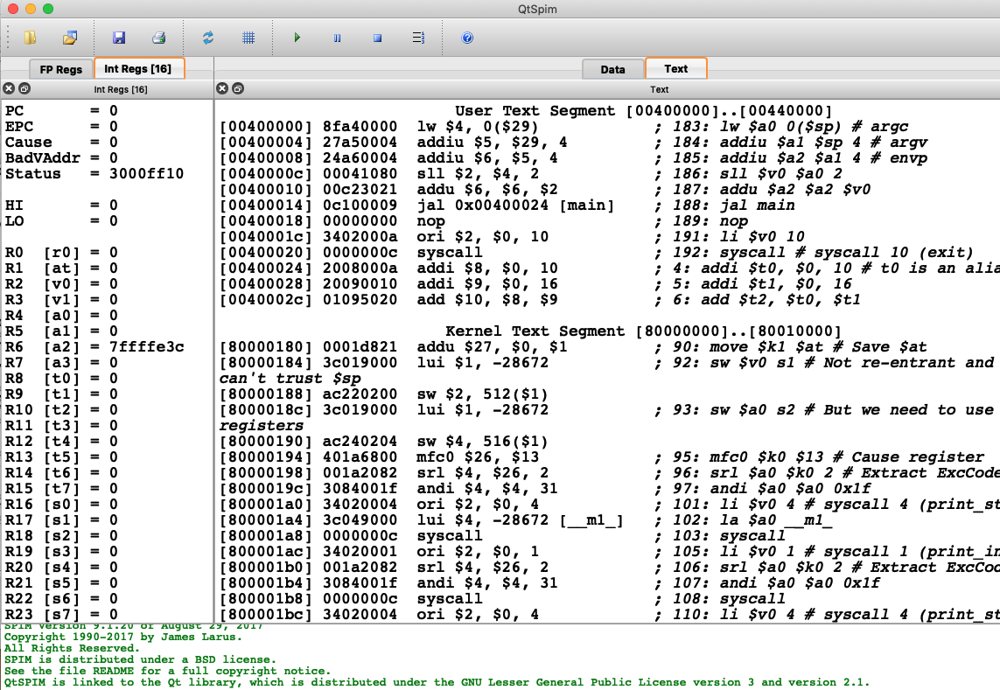 QtSpim
FP Regs
Int Regs [16]
Data
Text
Int Regs [16]
Text
PC       = 0
EPC      = 0
Cause    = 0
BadVAddr = 0
Status   = 3000ff10
HI       = 0
LO       = 0
R0  [r0] = 0
R1  [at] = 0
R2  [v0] = 0
R3  [v1] = 0
R4  [a0] = 0
R5  [a1] = 0
R6  [a2] = 7ffffe3c
R7  [a3] = 0
R8  [t0] = 0
R9  [t1] = 0
R10 [t2] = 0
R11 [t3] = 0
R12 [t4] = 0
R13 [t5] = 0
R14 [t6] = 0
R15 [t7] = 0
R16 [s0] = 0
R17 [s1] = 0
R18 [s2] = 0
R19 [s3] = 0
R20 [s4] = 0
R21 [s5] = 0
R22 [s6] = 0
R23 [s7] = 0
User Text Segment [00400000]..[00440000]
[00400000] 8fa40000  lw $4, 0($29)            ; 183: lw $a0 0($sp) # argc
[00400004] 27a50004  addiu $5, $29, 4         ; 184: addiu $a1 $sp 4 # argv
[00400008] 24a60004  addiu $6, $5, 4          ; 185: addiu $a2 $a1 4 # envp
[0040000c] 00041080  sll $2, $4, 2            ; 186: sll $v0 $a0 2
[00400010] 00c23021  addu $6, $6, $2          ; 187: addu $a2 $a2 $v0
[00400014] 0c100009  jal 0x00400024 [main]    ; 188: jal main
[00400018] 00000000  nop                      ; 189: nop
[0040001c] 3402000a  ori $2, $0, 10           ; 191: li $v0 10
[00400020] 0000000c  syscall                  ; 192: syscall # syscall 10 (exit)
[00400024] 2008000a  addi $8, $0, 10          ; 4: addi $t0, $0, 10 # t0 is an alia
[00400028] 20090010  addi $9, $0, 16          ; 5: addi $t1, $0, 16
[0040002c] 01095020  add $10, $8, $9          ; 6: add $t2, $t0, $t1
Kernel Text Segment [80000000]..[80010000]
[80000180] 0001d821  addu $27, $0, $1         ; 90: move $k1 $at # Save $at
[80000184] 3c019000  lui $1, -28672           ; 92: sw $v0 s1 # Not re-entrant and
can't trust $sp
[80000188] ac220200  sw $2, 512($1)
[8000018c] 3c019000  lui $1, -28672           ; 93: sw $a0 s2 # But we need to use
registers
[80000190] ac240204  sw $4, 516($1)
[80000194] 401a6800  mfc0 $26, $13            ; 95: mfc0 $k0 $13 # Cause register
[80000198] 001a2082  srl $4, $26, 2           ; 96: srl $a0 $k0 2 # Extract ExcCode
[8000019c] 3084001f  andi $4, $4, 31          ; 97: andi $a0 $a0 0x1f
[800001a0] 34020004  ori $2, $0, 4            ; 101: li $v0 4 # syscall 4 (print_st
[800001a4] 3c049000  lui $4, -28672 [__m1_]   ; 102: la $a0 __m1_
[800001a8] 0000000c  syscall                  ; 103: syscall
[800001ac] 34020001  ori $2, $0, 1            ; 105: li $v0 1 # syscall 1 (print_in
[800001b0] 001a2082  srl $4, $26, 2           ; 106: srl $a0 $k0 2 # Extract ExcCod
[800001b4] 3084001f  andi $4, $4, 31          ; 107: andi $a0 $a0 0x1f
[800001b8] 0000000c  syscall                  ; 108: syscall
[800001bc] 34020004  ori $2, $0, 4            ; 110: li $v0 4 # syscall 4 (print_st
SPIM Version 9.1.20 of August 29, 2017
Copyright 1990-2017 by James Larus.
All Rights Reserved.
SPIM is distributed under a BSD license.
See the file README for a full copyright notice.
QtSPIM is linked to the Qt library, which is distributed under the GNU Lesser General Public License version 3 and version 2.1.